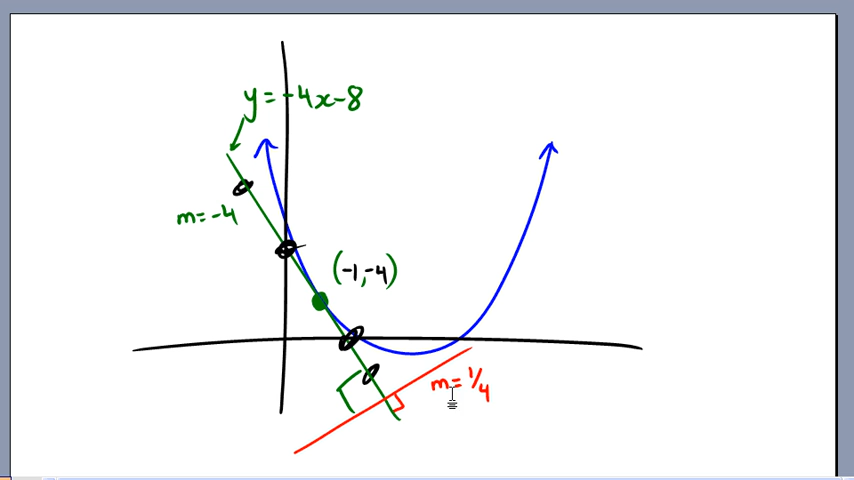 y = -4x-8
m = -4
(-1,-4)
m = 1/4